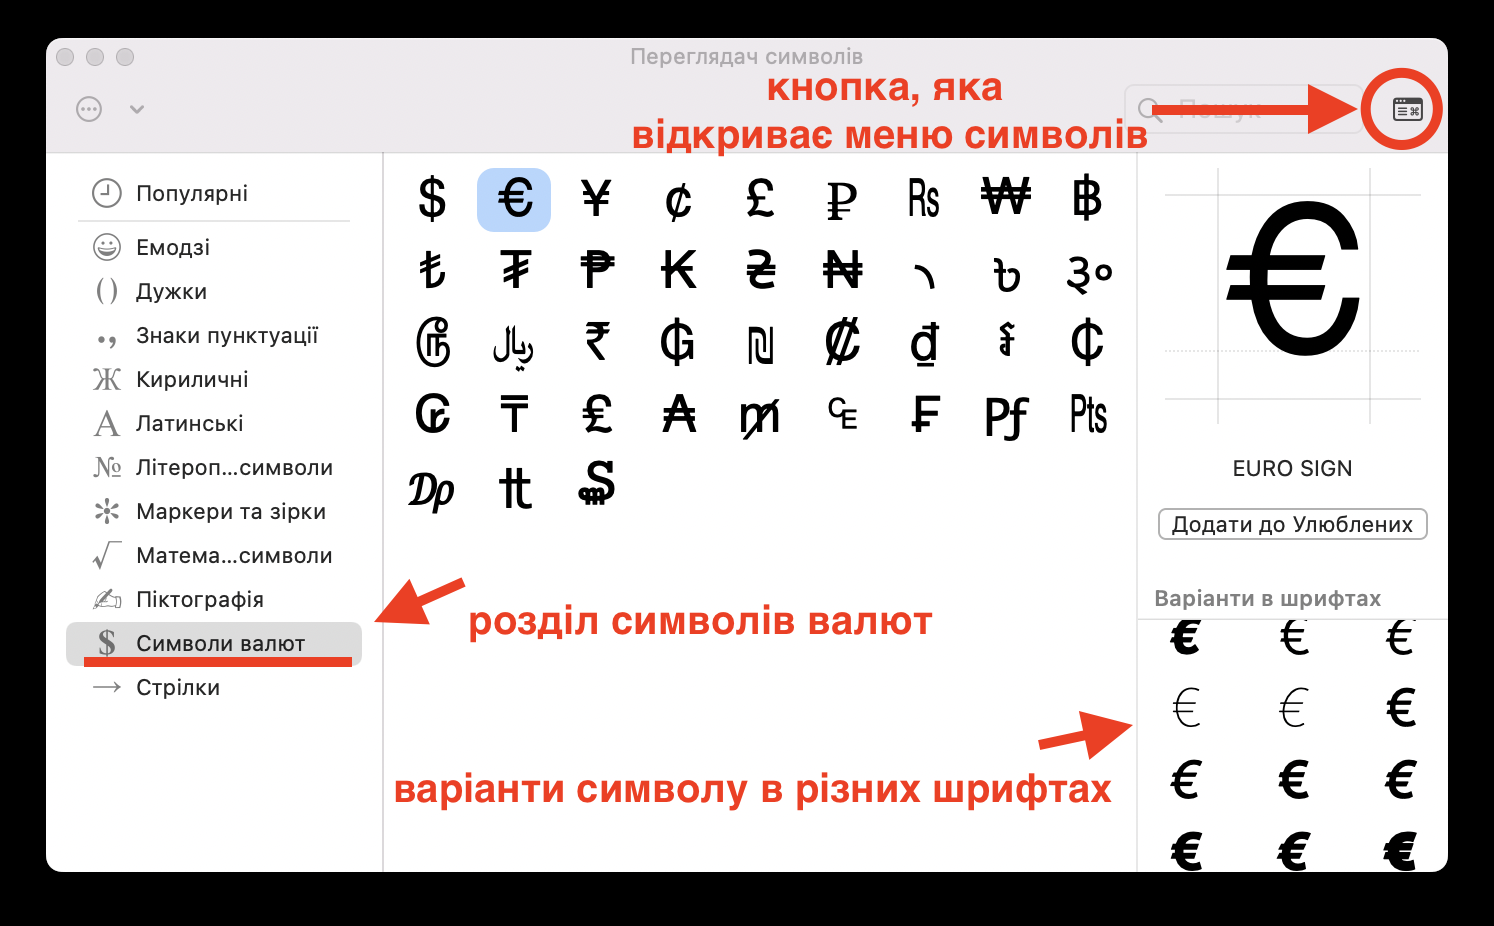 Переглядач символів
кнопка, яка
відкриває меню символів
Пошук
Популярні
Емодзі
Дужки
Знаки пунктуації
Кириличні
Латинські
Літероп...символи
Маркери та зірки
Матема...символи
Піктографія
Символи валют
Стрілки
$ € ¥ ¢ £ ₽ ₨ ₩ ฿
₺ ₮ ₱ ₭ ₴ ₦ ৲ ৳ ૱
௹ ﷼ ₹ ₲ ₪ ₡ ₫ ៛ ₵
₢ ₸ ₤ ₳ ₥ ₠ ₣ ₰ ₧
₯ ₶ ₷
розділ символів валют
варіанти символу в різних шрифтах
€
EURO SIGN
Додати до Улюблених
Варіанти в шрифтах
€ € €
€ € €
€ € €
€ € €